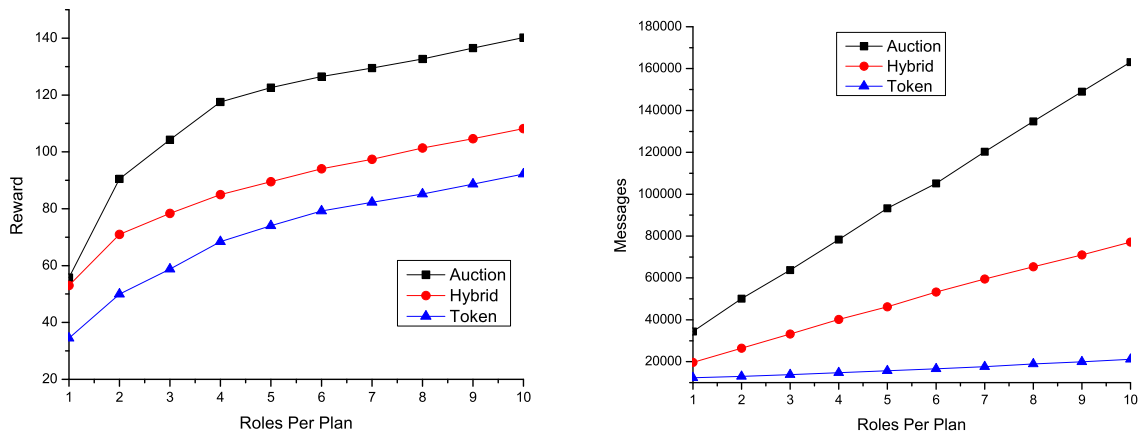 140
120
100
80
60
40
20
Reward
1 2 3 4 5 6 7 8 9 10
Roles Per Plan
Auction
Hybrid
Token
180000
160000
140000
120000
100000
80000
60000
40000
20000
Messages
1 2 3 4 5 6 7 8 9 10
Roles Per Plan
Auction
Hybrid
Token